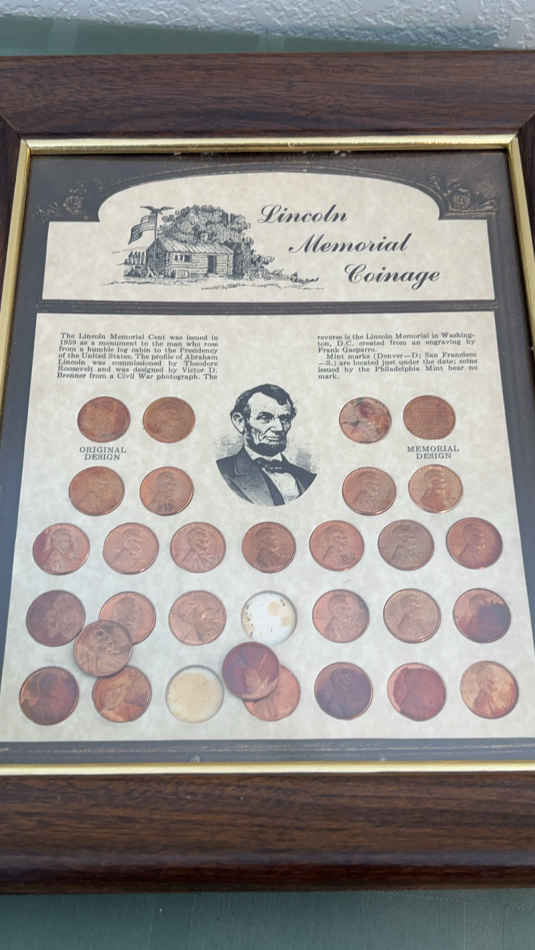 Lincoln
Memorial
Coinage
The Lincoln Memorial Cent was issued in
1959 as a monument to the man who rose
from a humble log cabin to the Presidency
of the United States. The profile of Abraham
Lincoln was commissioned by Theodore
Roosevelt and was designed by Victor D.
Brenner from a Civil War photograph. The
reverse is the Lincoln Memorial in Washing-
ton, D.C. created from an engraving by
Frank Gasparro.
Mint marks (Denver—D; San Francisco
—S,) are located just under the date; coins
issued by the Philadelphia Mint bear no
mark.
ORIGINAL
DESIGN
MEMORIAL
DESIGN